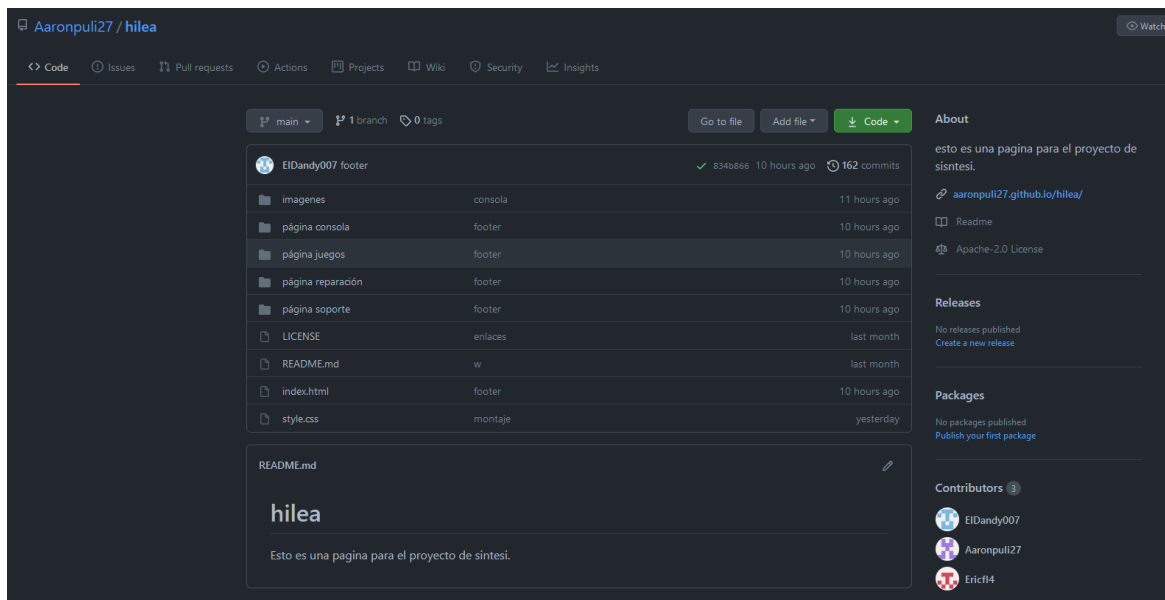 Aaronpuli27 / hilea
Watch
Code Issues Pull requests Actions Projects Wiki Security Insights
main 1 branch 0 tags Go to file Add file Code
ElDandy007 footer 834b866 10 hours ago 162 commits
imagenes consola 11 hours ago
página consola footer 10 hours ago
página juegos footer 10 hours ago
página reparación footer 10 hours ago
página soporte footer 10 hours ago
LICENSE enlaces last month
README.md w last month
index.html footer 10 hours ago
style.css montaje yesterday
README.md
hilea
Esto es una pagina para el proyecto de sintesi.
About
esto es una pagina para el proyecto de
sisntesi.
aaronpuli27.github.io/hilea/
Readme
Apache-2.0 License
Releases
No releases published
Create a new release
Packages
No packages published
Publish your first package
Contributors 3
ElDandy007
Aaronpuli27
Ericfl4